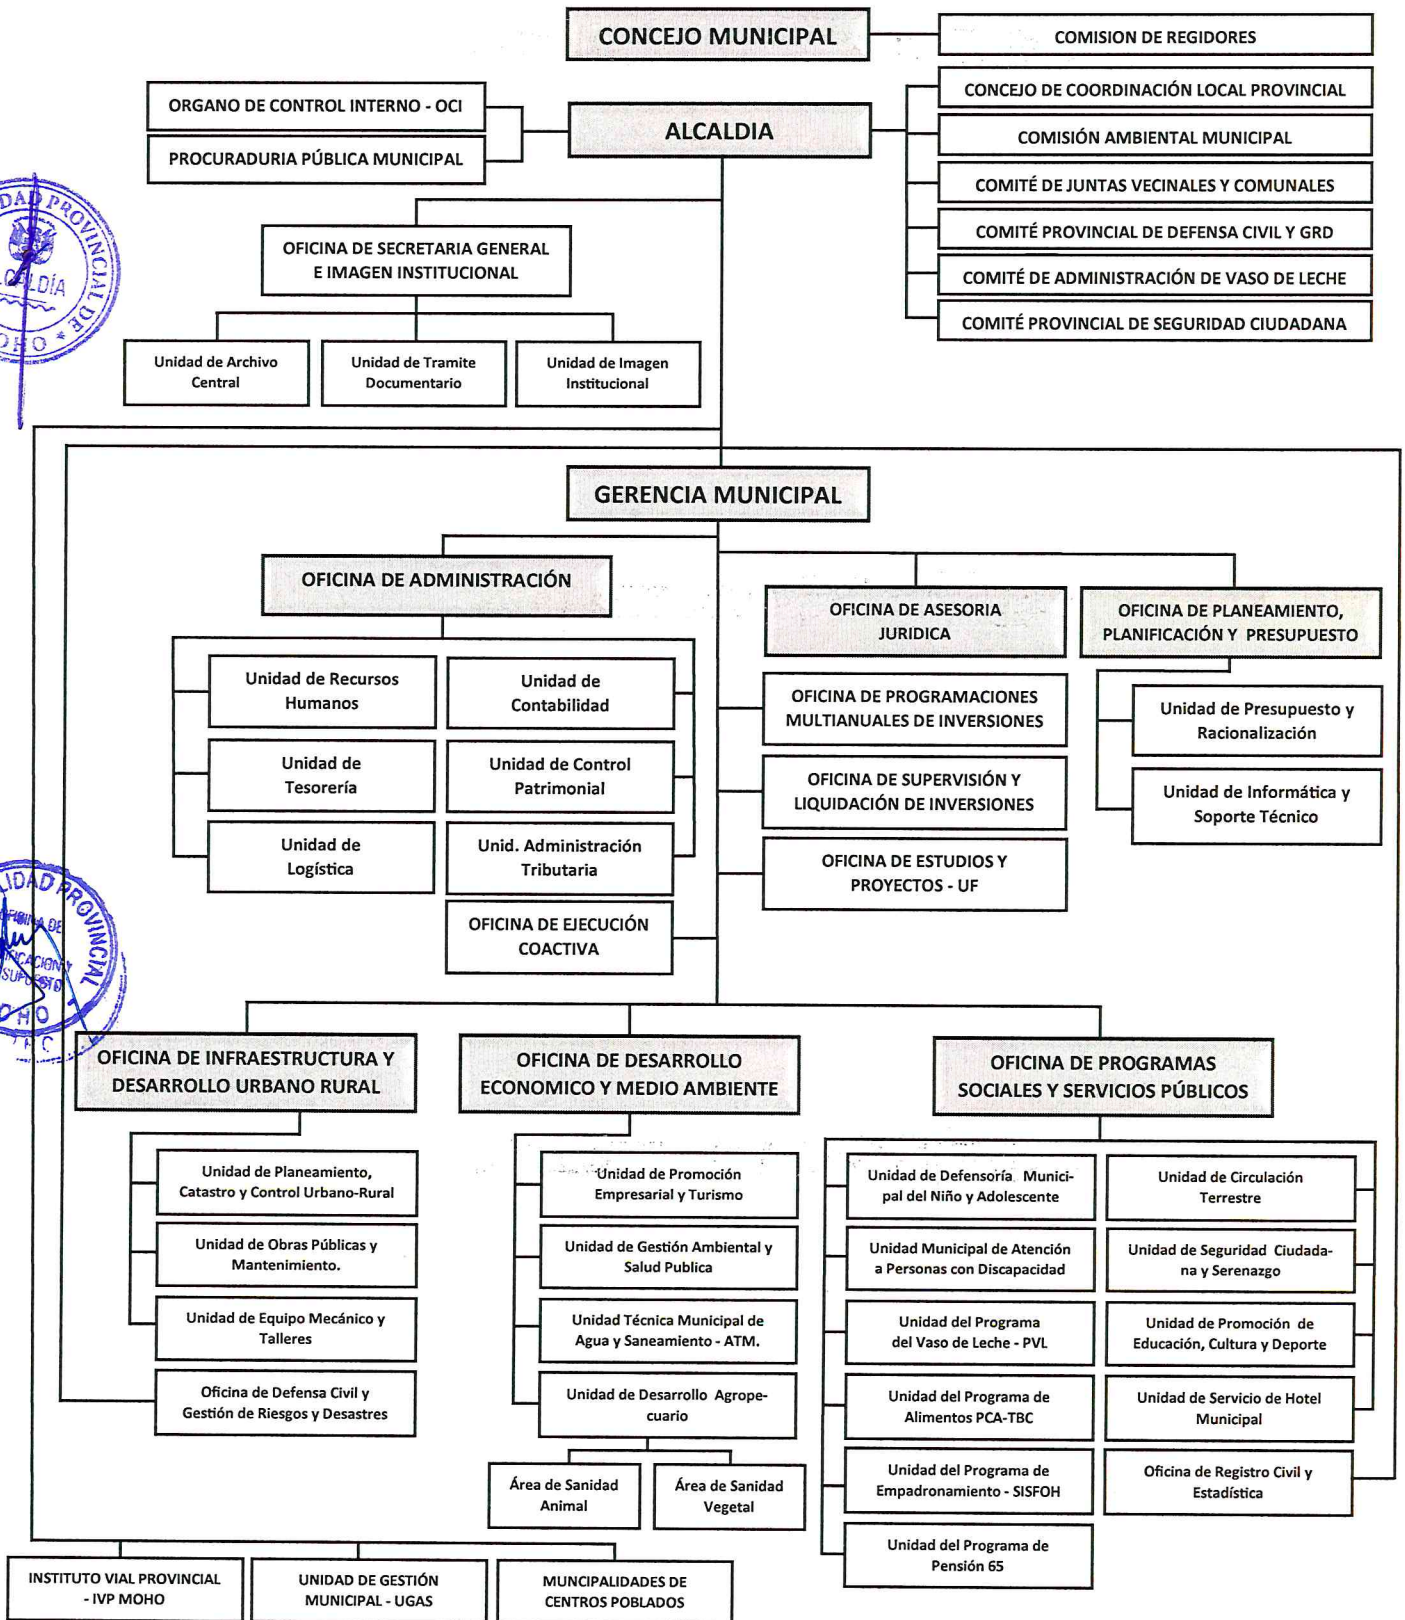 CONCEJO MUNICIPAL
COMISION DE REGIDORES
ORGANO DE CONTROL INTERNO - OCI
PROCURADURIA PÚBLICA MUNICIPAL
ALCALDIA
CONCEJO DE COORDINACIÓN LOCAL PROVINCIAL
COMISIÓN AMBIENTAL MUNICIPAL
COMITÉ DE JUNTAS VECINALES Y COMUNALES
COMITÉ PROVINCIAL DE DEFENSA CIVIL Y GRD
COMITÉ DE ADMINISTRACIÓN DE VASO DE LECHE
COMITÉ PROVINCIAL DE SEGURIDAD CIUDADANA
OFICINA DE SECRETARIA GENERAL
E IMAGEN INSTITUCIONAL
Unidad de Archivo
Central
Unidad de Tramite
Documentario
Unidad de Imagen
Institucional
GERENCIA MUNICIPAL
OFICINA DE ADMINISTRACIÓN
Unidad de Recursos
Humanos
Unidad de
Contabilidad
Unidad de
Tesorería
Unidad de Control
Patrimonial
Unidad de
Logística
Unid. Administración
Tributaria
OFICINA DE EJECUCIÓN
COACTIVA
OFICINA DE ASESORIA
JURIDICA
OFICINA DE PROGRAMACIONES
MULTIANUALES DE INVERSIONES
OFICINA DE SUPERVISIÓN Y
LIQUIDACIÓN DE INVERSIONES
OFICINA DE ESTUDIOS Y
PROYECTOS - UF
OFICINA DE PLANEAMIENTO,
PLANIFICACIÓN Y PRESUPUESTO
Unidad de Presupuesto y
Racionalización
Unidad de Informática y
Soporte Técnico
OFICINA DE INFRAESTRUCTURA Y
DESARROLLO URBANO RURAL
Unidad de Planeamiento,
Catastro y Control Urbano-Rural
Unidad de Obras Públicas y
Mantenimiento.
Unidad de Equipo Mecánico y
Talleres
Oficina de Defensa Civil y
Gestión de Riesgos y Desastres
OFICINA DE DESARROLLO
ECONOMICO Y MEDIO AMBIENTE
Unidad de Promoción
Empresarial y Turismo
Unidad de Gestión Ambiental y
Salud Publica
Unidad Técnica Municipal de
Agua y Saneamiento - ATM.
Unidad de Desarrollo Agrope-
cuario
Área de Sanidad
Animal
Área de Sanidad
Vegetal
OFICINA DE PROGRAMAS
SOCIALES Y SERVICIOS PÚBLICOS
Unidad de Defensoría Munici-
pal del Niño y Adolescente
Unidad de Circulación
Terrestre
Unidad Municipal de Atención
a Personas con Discapacidad
Unidad de Seguridad Ciudada-
na y Serenazgo
Unidad del Programa
del Vaso de Leche - PVL
Unidad de Promoción de
Educación, Cultura y Deporte
Unidad del Programa de
Alimentos PCA-TBC
Unidad de Servicio de Hotel
Municipal
Unidad del Programa de
Empadronamiento - SISFOH
Oficina de Registro Civil y
Estadística
Unidad del Programa de
Pensión 65
INSTITUTO VIAL PROVINCIAL
- IVP MOHO
UNIDAD DE GESTIÓN
MUNICIPAL - UGAS
MUNCIPALIDADES DE
CENTROS POBLADOS